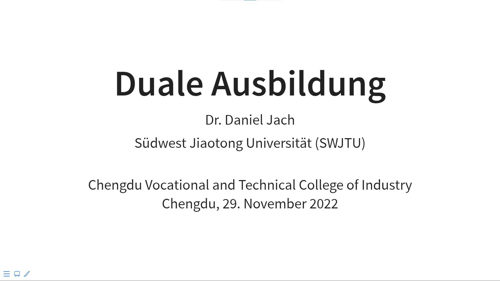 Duale Ausbildung
Dr. Daniel Jach
Südwest Jiaotong Universität (SWJTU)
Chengdu Vocational and Technical College of Industry
Chengdu, 29. November 2022